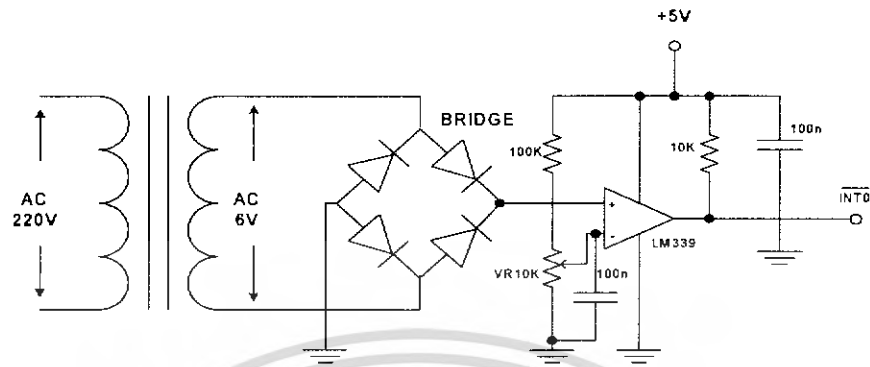 +5V
BRIDGE
100K
10K
100n
AC
220V
AC
6V
INT0
+
-
LM339
VR10K
100n